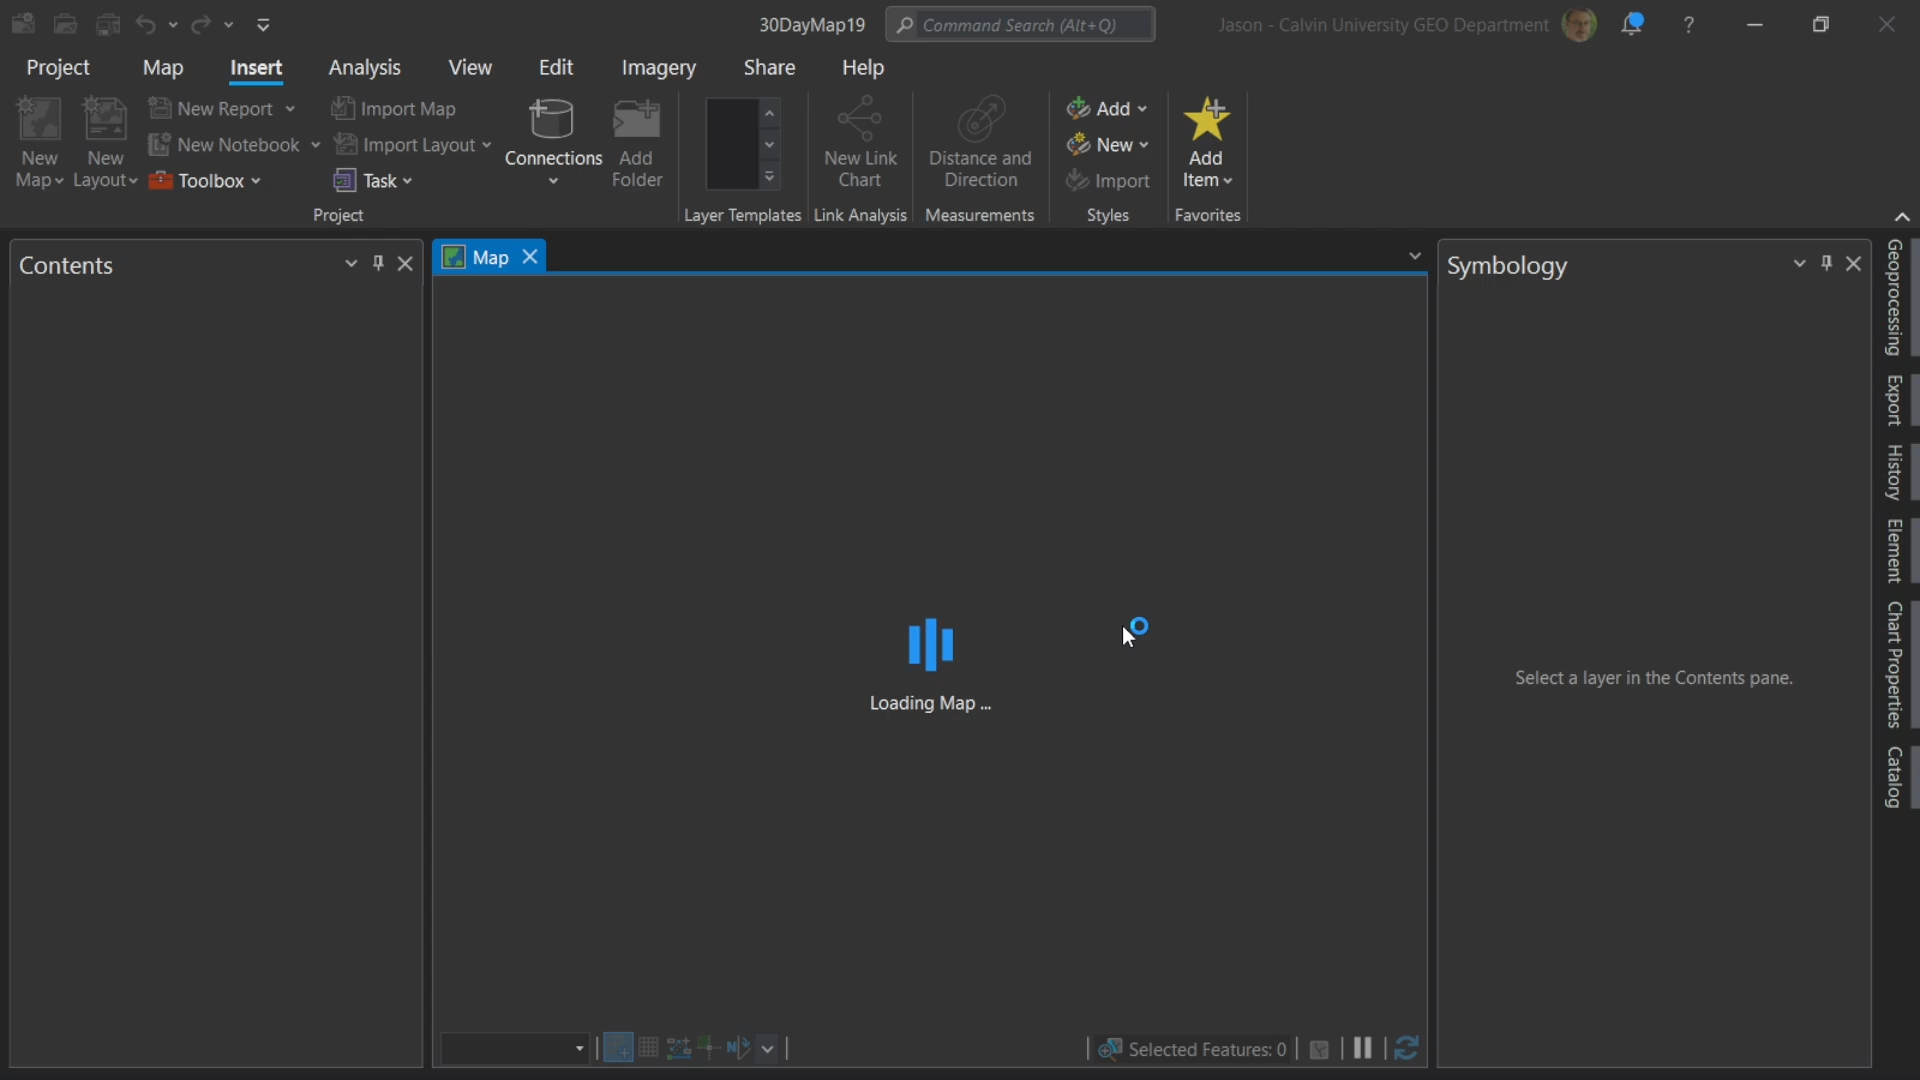 30DayMap19
Command Search (Alt+Q)
Jason - Calvin University GEO Department
?
Project
Map
Insert
Analysis
View
Edit
Imagery
Share
Help
New
Map
New
Layout
New Report
New Notebook
Toolbox
Import Map
Import Layout
Task
Project
Connections
Add
Folder
Layer Templates
New Link
Chart
Link Analysis
Distance and
Direction
Measurements
Add
New
Import
Styles
Add
Item
Favorites
Contents
Map
Loading Map ...
Selected Features: 0
Symbology
Select a layer in the Contents pane.
Geoprocessing
Export
History
Element
Chart Properties
Catalog